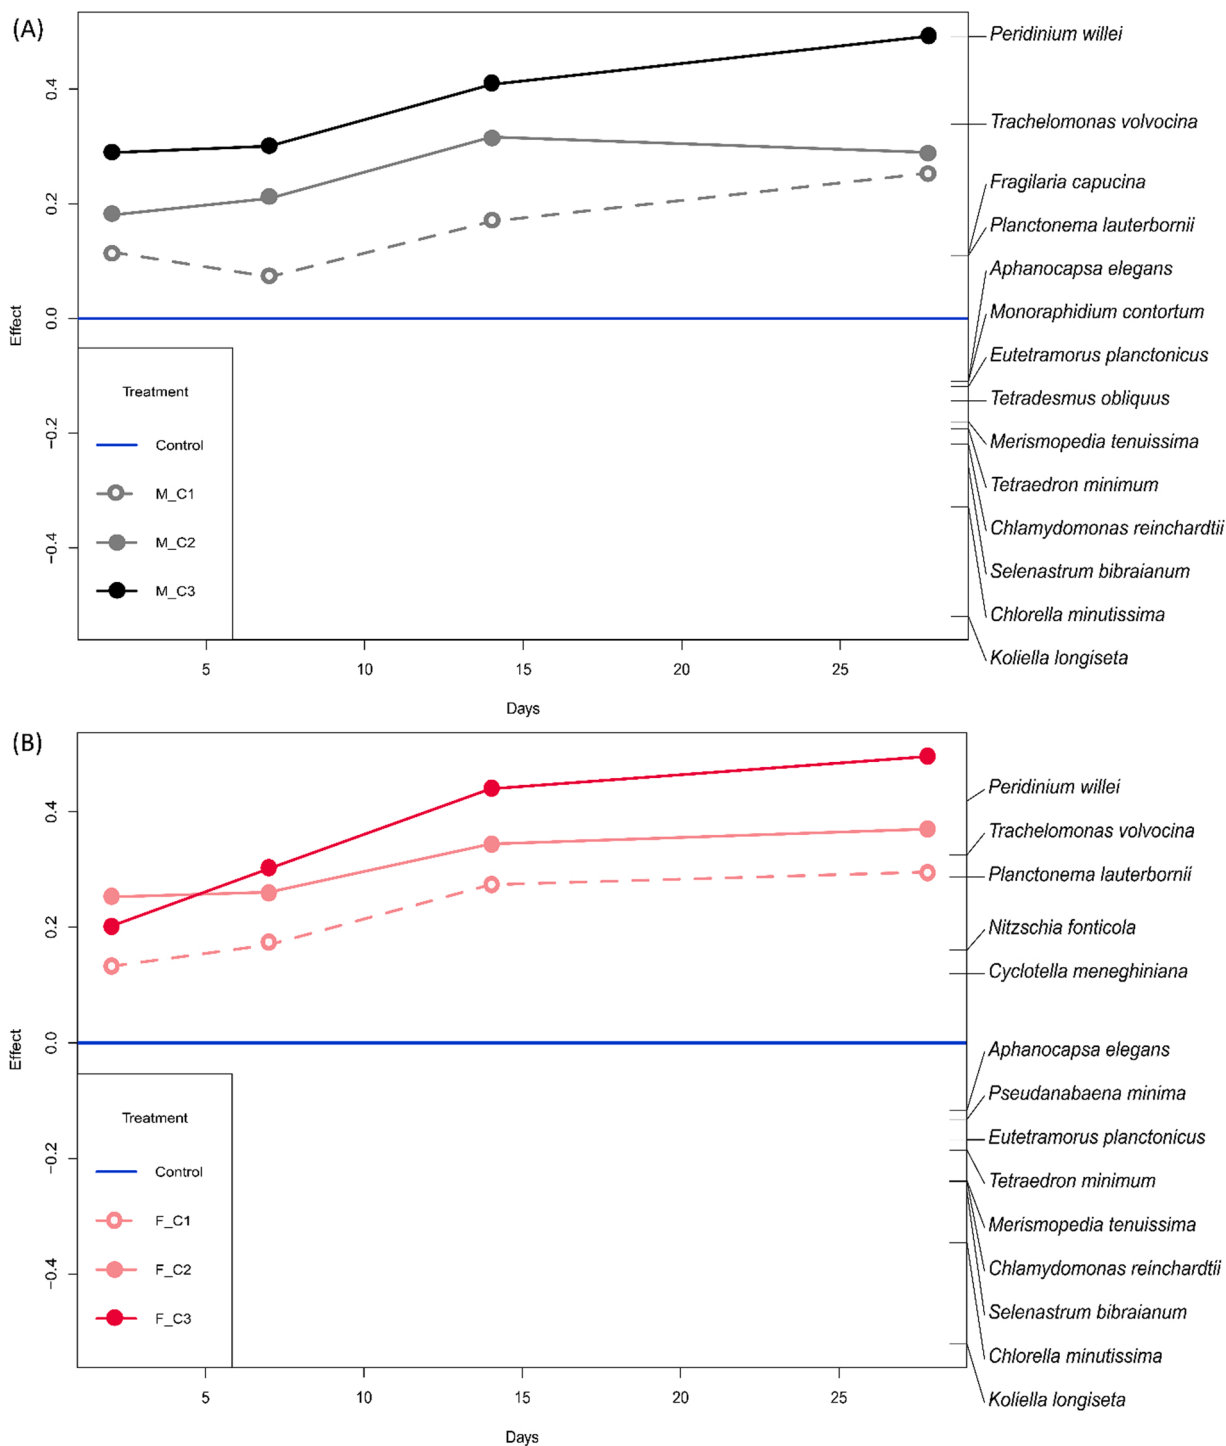 (A)
Effect
0.4
0.2
0.0
−0.2
−0.4
Treatment
Control
M_C1
M_C2
M_C3
5
10
15
20
25
Days
Peridinium willei
Trachelomonas volvocina
Fragilaria capucina
Planctonema lauterbornii
Aphanocapsa elegans
Monoraphidium contortum
Eutetramorus planctonicus
Tetradesmus obliquus
Merismopedia tenuissima
Tetraedron minimum
Chlamydomonas reinchardtii
Selenastrum bibraianum
Chlorella minutissima
Koliella longiseta
(B)
Effect
0.4
0.2
0.0
−0.2
−0.4
Treatment
Control
F_C1
F_C2
F_C3
5
10
15
20
25
Days
Peridinium willei
Trachelomonas volvocina
Planctonema lauterbornii
Nitzschia fonticola
Cyclotella meneghiniana
Aphanocapsa elegans
Pseudanabaena minima
Eutetramorus planctonicus
Tetraedron minimum
Merismopedia tenuissima
Chlamydomonas reinchardtii
Selenastrum bibraianum
Chlorella minutissima
Koliella longiseta